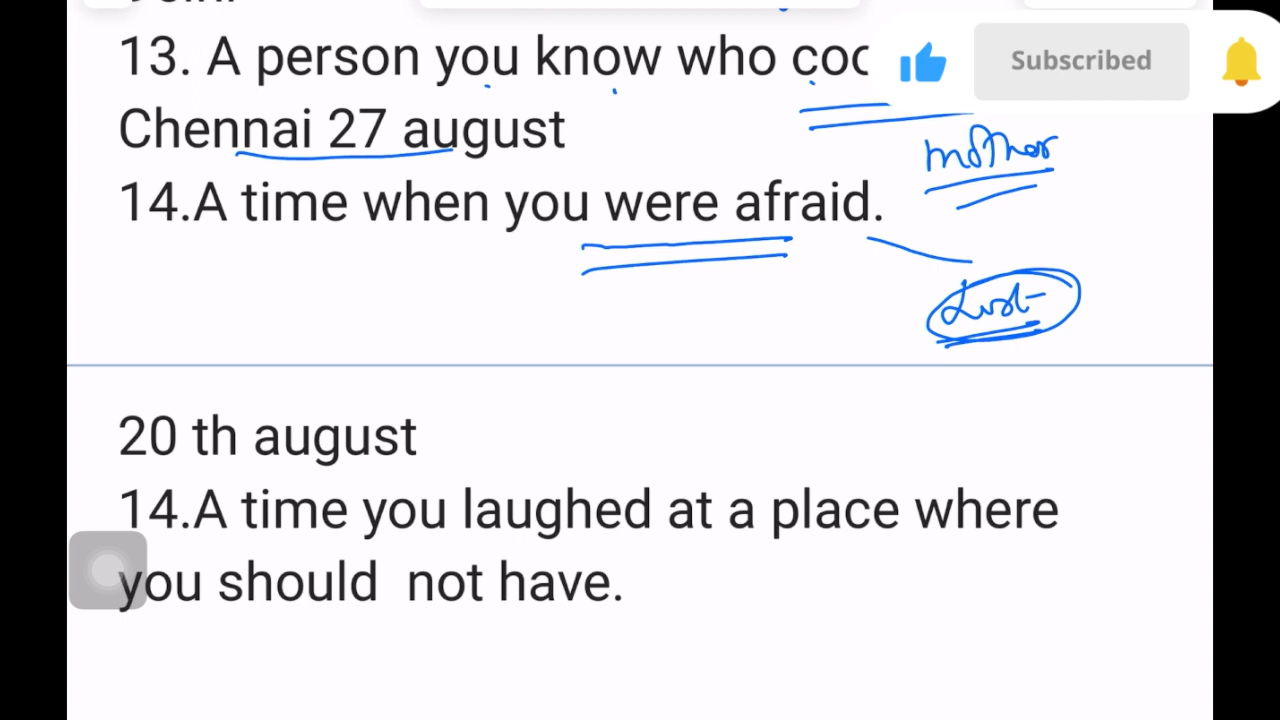 13. A person you know who
Subscribed
Chennai 27 august
mother
14.A time when you were afraid.
20 th august
14.A time you laughed at a place where
you should not have.